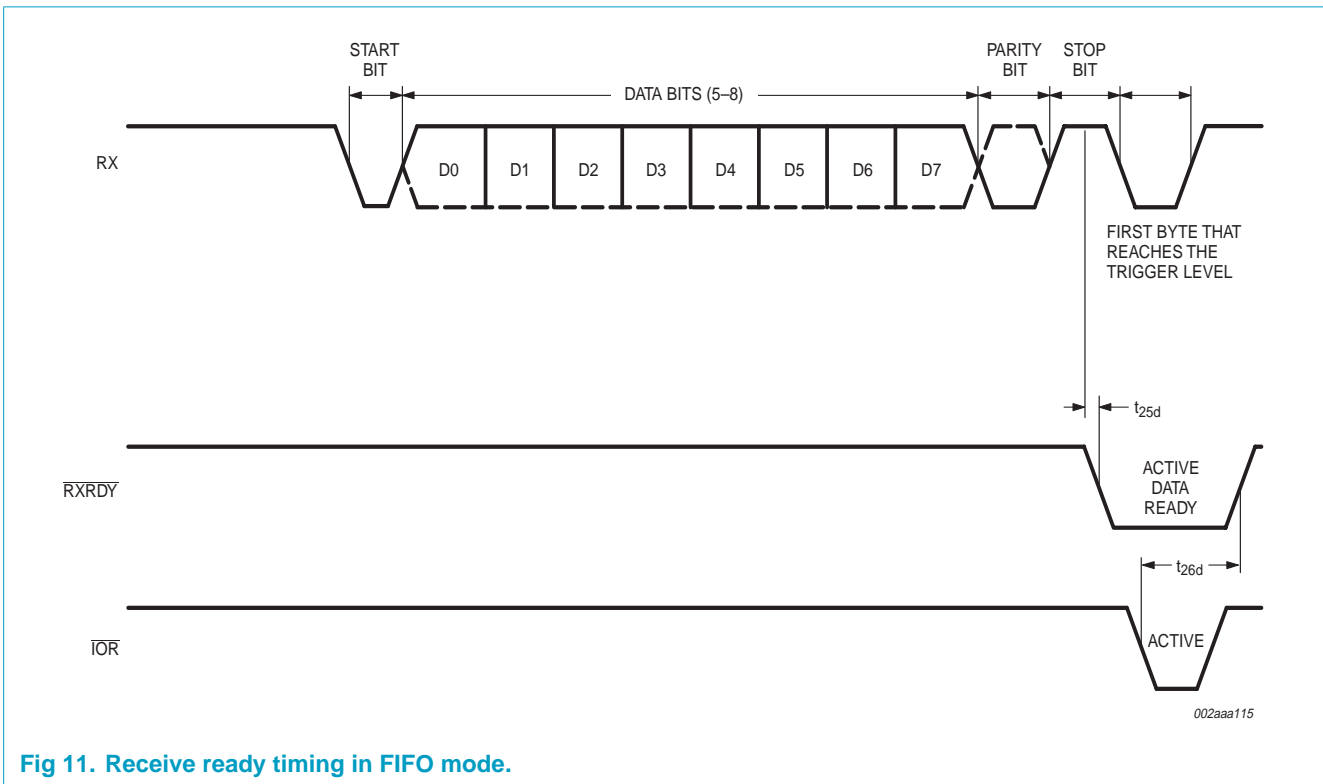 START
BIT
DATA BITS (5–8)
PARITY
BIT
STOP
BIT
RX
D0
D1
D2
D3
D4
D5
D6
D7
FIRST BYTE THAT
REACHES THE
TRIGGER LEVEL
t25d
RXRDY
ACTIVE
DATA
READY
t26d
IOR
ACTIVE
002aaa115
Fig 11. Receive ready timing in FIFO mode.